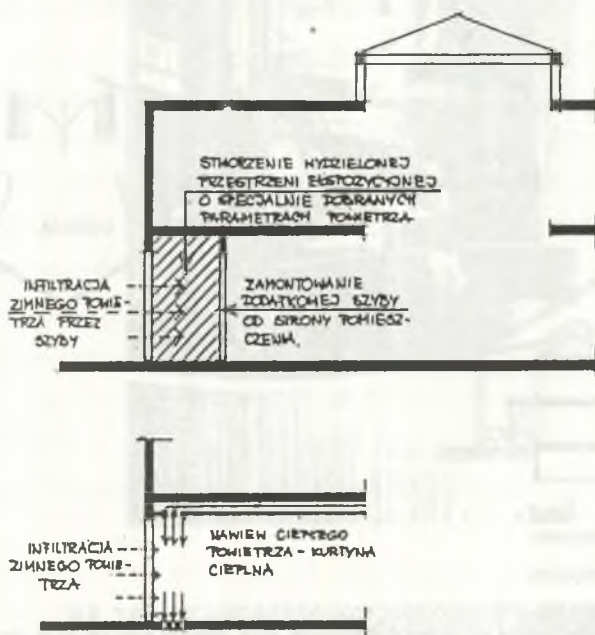 STWORZENIE WYDZIELONEJ
PRZESTRZENI EKSPOZYCYJNEJ
O SPECJALNIE DOBRANYCH
PARAMETRACH POWIETRZA
INFILTRACJA
ZIMNEGO POWIE-
TRZA PRZEZ
SZYBY
ZAMONTOWANIE
DODATKOWEJ SZYBY
OD STRONY POMIESZ-
CZENIA.
INFILTRACJA
ZIMNEGO POWIE-
TRZA
NAWIEW CIEPŁEGO
POWIETRZA - KURTYNA
CIEPLNA